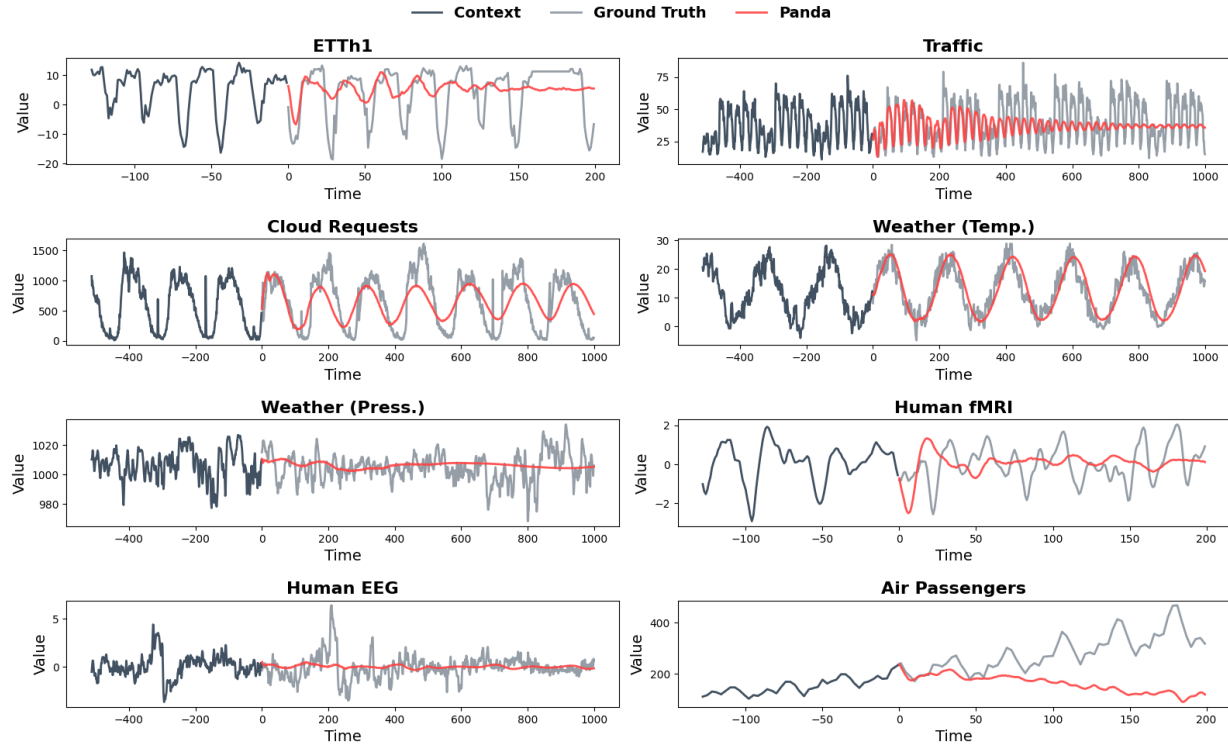 Context Ground Truth Panda
ETTh1
Value
10
0
−10
−20
−100 −50 0 50 100 150 200
Time
Traffic
Value
75
50
25
−400 −200 0 200 400 600 800 1000
Time
Cloud Requests
Value
1500
1000
500
0
−400 −200 0 200 400 600 800 1000
Time
Weather (Temp.)
Value
30
20
10
0
−400 −200 0 200 400 600 800 1000
Time
Weather (Press.)
Value
1020
1000
980
−400 −200 0 200 400 600 800 1000
Time
Human fMRI
Value
2
0
−2
−100 −50 0 50 100 150 200
Time
Human EEG
Value
5
0
−400 −200 0 200 400 600 800 1000
Time
Air Passengers
Value
400
200
−100 −50 0 50 100 150 200
Time